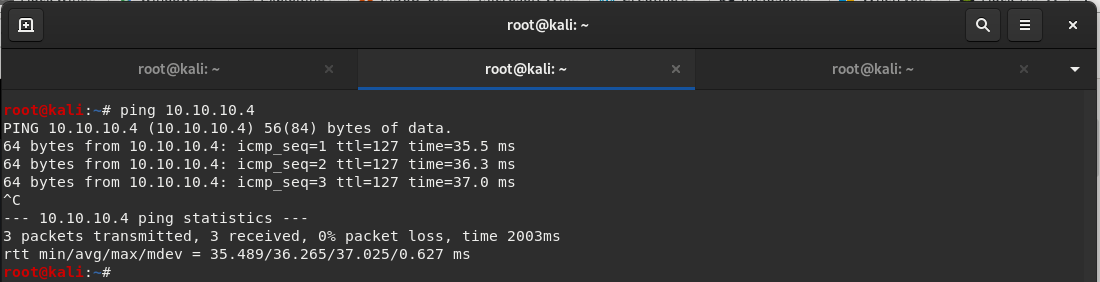 root@kali: ~
root@kali: ~ root@kali: ~ root@kali: ~
root@kali:~# ping 10.10.10.4
PING 10.10.10.4 (10.10.10.4) 56(84) bytes of data.
64 bytes from 10.10.10.4: icmp_seq=1 ttl=127 time=35.5 ms
64 bytes from 10.10.10.4: icmp_seq=2 ttl=127 time=36.3 ms
64 bytes from 10.10.10.4: icmp_seq=3 ttl=127 time=37.0 ms
^C
--- 10.10.10.4 ping statistics ---
3 packets transmitted, 3 received, 0% packet loss, time 2003ms
rtt min/avg/max/mdev = 35.489/36.265/37.025/0.627 ms
root@kali:~#